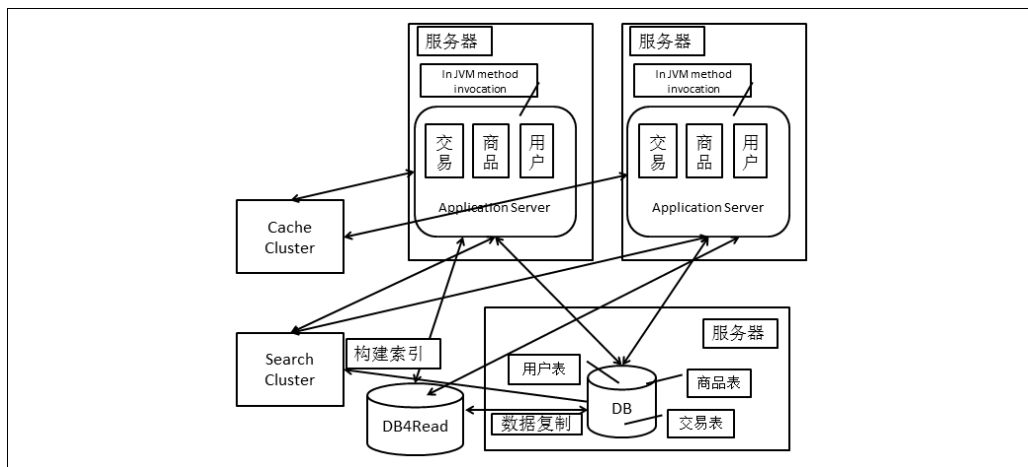 服务器
服务器
In JVM method
invocation
In JVM method
invocation
交易
商品
用户
交易
商品
用户
Application Server
Application Server
Cache
Cluster
Search
Cluster
构建索引
服务器
用户表
商品表
DB
交易表
DB4Read
数据复制